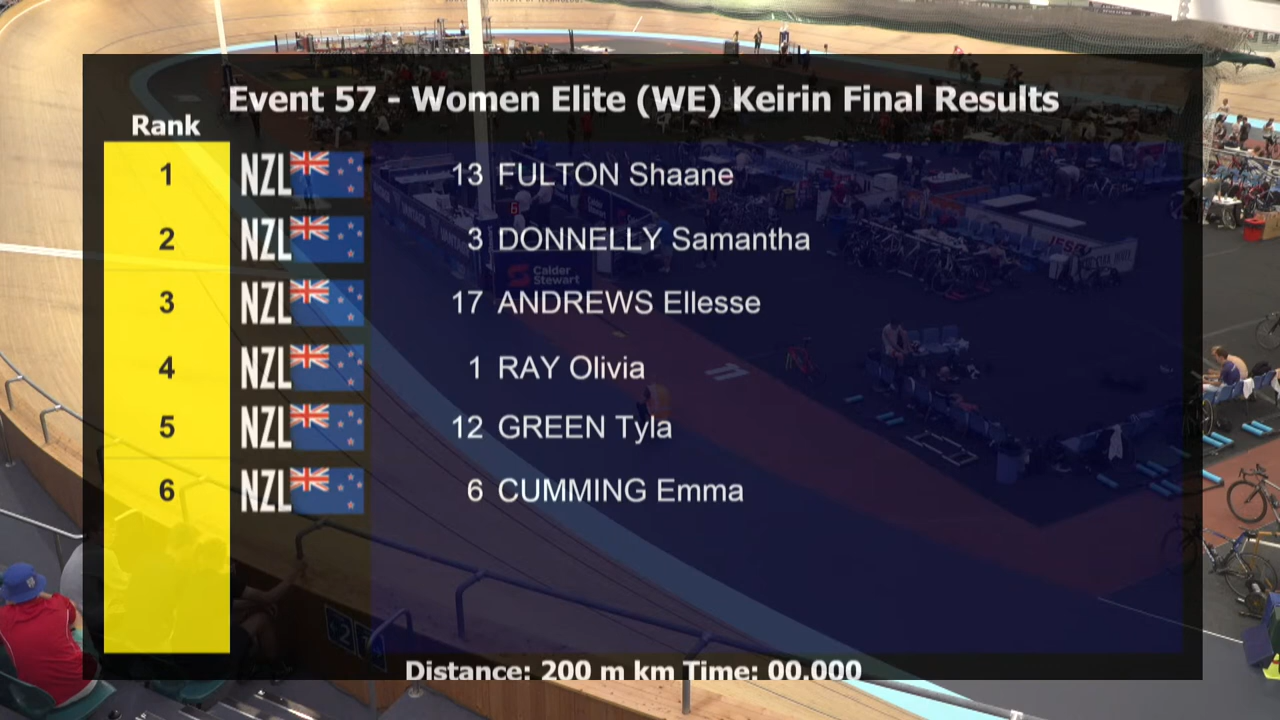 Event 57 - Women Elite (WE) Keirin Final Results
Rank
1 NZL 13 FULTON Shaane
2 NZL 3 DONNELLY Samantha
3 NZL 17 ANDREWS Ellesse
4 NZL 1 RAY Olivia
5 NZL 12 GREEN Tyla
6 NZL 6 CUMMING Emma
Calder
Stewart
Distance: 200 m km Time: 00.000